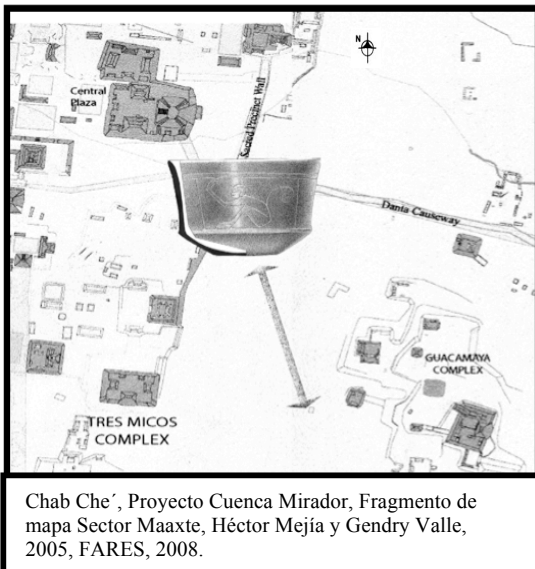 N
Central
Plaza
Sacred Precinct Wall
Danta Causeway
GUACAMAYA
COMPLEX
TRES MICOS
COMPLEX
Chab Che´, Proyecto Cuenca Mirador, Fragmento de
mapa Sector Maaxte, Héctor Mejía y Gendry Valle,
2005, FARES, 2008.